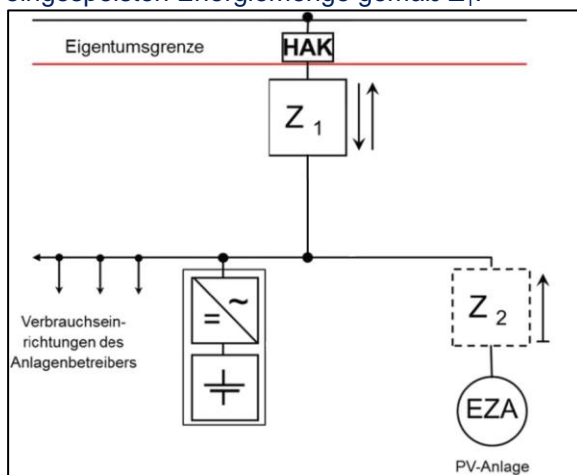 eingespeisten Energiemenge gemäß Z₁.
Eigentumsgrenze
HAK
Z 1
Z 2
Verbrauchsein-
richtungen des
Anlagenbetreibers
=
~
EZA
PV-Anlage